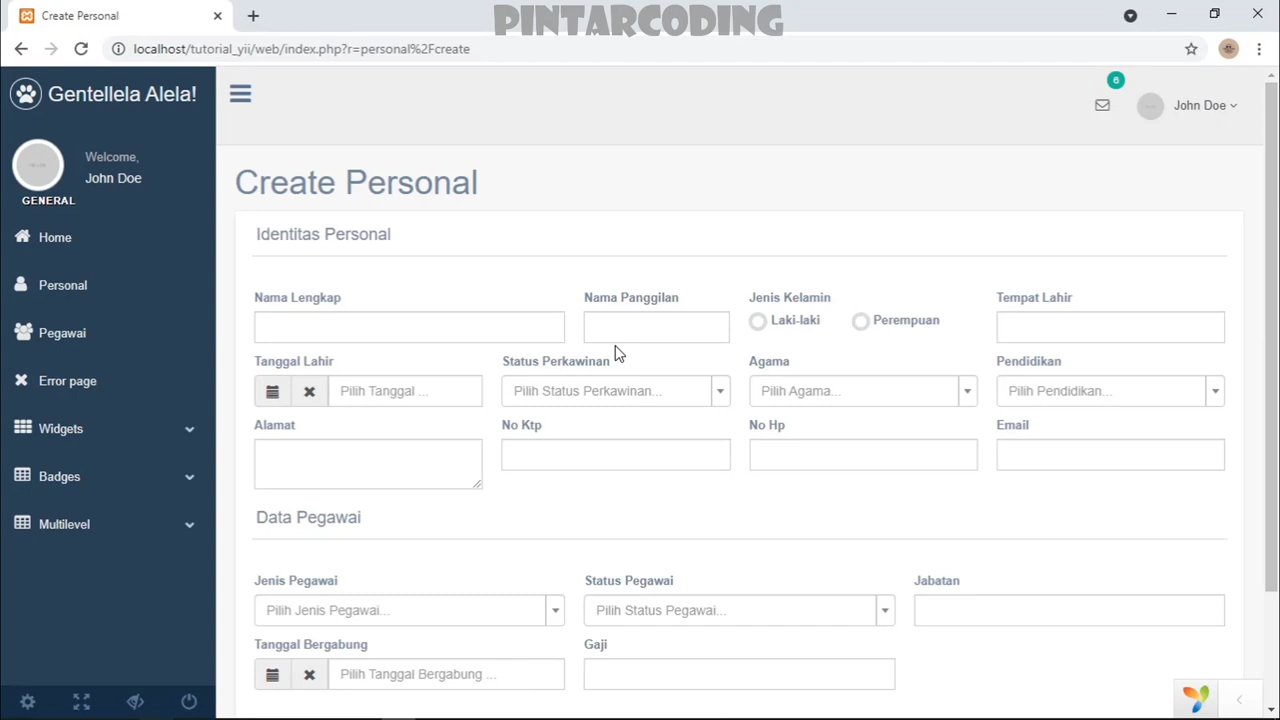 Create Personal
PINTARCODING
localhost/tutorial_yii/web/index.php?r=personal%2Fcreate
Gentellela Alela!
6
John Doe
Welcome,
John Doe
GENERAL
Home
Personal
Pegawai
Error page
Widgets
Badges
Multilevel
Create Personal
Identitas Personal
Nama Lengkap Nama Panggilan Jenis Kelamin Tempat Lahir
Laki-laki Perempuan
Tanggal Lahir Status Perkawinan Agama Pendidikan
Pilih Tanggal ... Pilih Status Perkawinan... Pilih Agama... Pilih Pendidikan...
Alamat No Ktp No Hp Email
Data Pegawai
Jenis Pegawai Status Pegawai Jabatan
Pilih Jenis Pegawai... Pilih Status Pegawai...
Tanggal Bergabung Gaji
Pilih Tanggal Bergabung ...